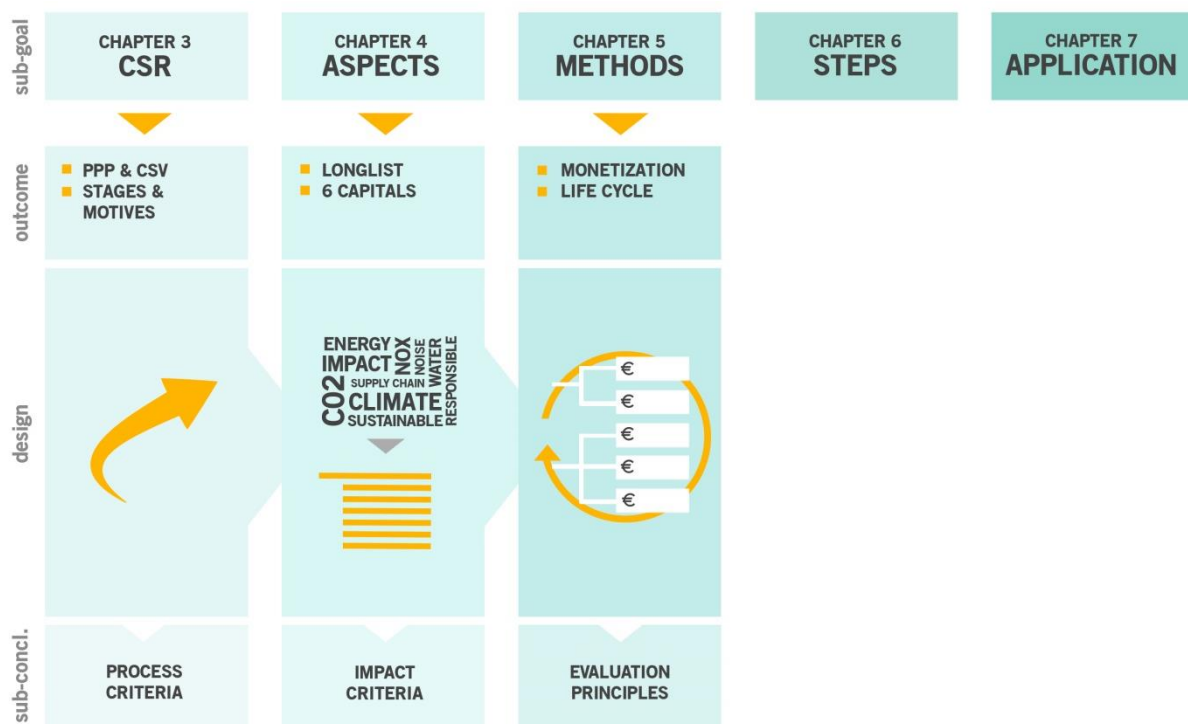 sub-goal
CHAPTER 3
CSR
CHAPTER 4
ASPECTS
CHAPTER 5
METHODS
CHAPTER 6
STEPS
CHAPTER 7
APPLICATION
outcome
PPP & CSV
STAGES &
MOTIVES
LONGLIST
6 CAPITALS
MONETIZATION
LIFE CYCLE
design
CO2
ENERGY
IMPACT
NOX
NOISE
WATER
RESPONSIBLE
SUPPLY CHAIN
CLIMATE
SUSTAINABLE
€
€
€
€
€
sub-concl.
PROCESS
CRITERIA
IMPACT
CRITERIA
EVALUATION
PRINCIPLES